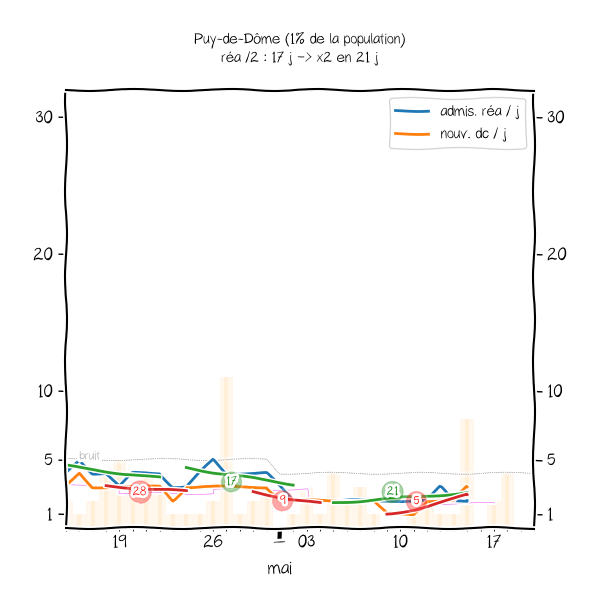 Puy-de-Dôme (1% de la population)
réa /2 : 17 j -> x2 en 21 j
admis. réa / j
nouv. dc / j
30 30
20 20
10 10
5 bruit 5
28 17 9 21 5
1 1
19 26 1 03 10 17
mai